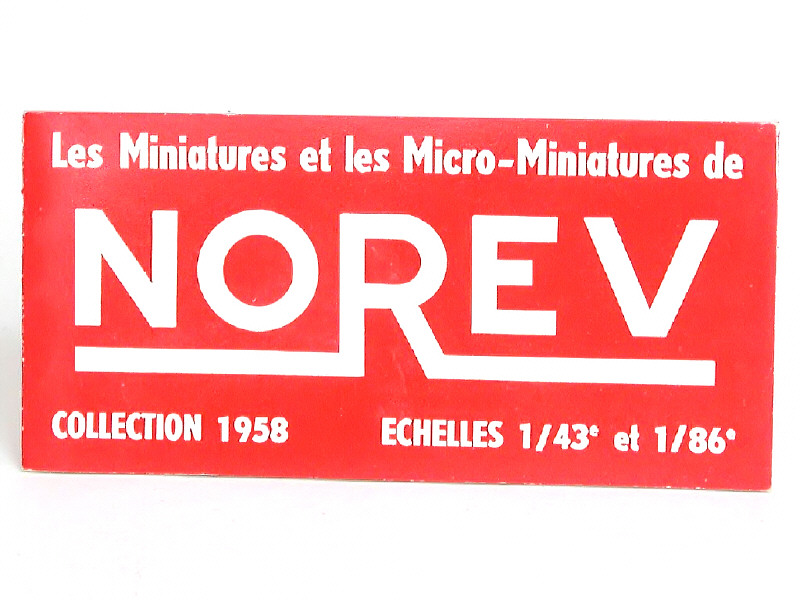 Les Miniatures et les Micro-Miniatures de
NOREV
COLLECTION 1958 ECHELLES 1/43e et 1/86e